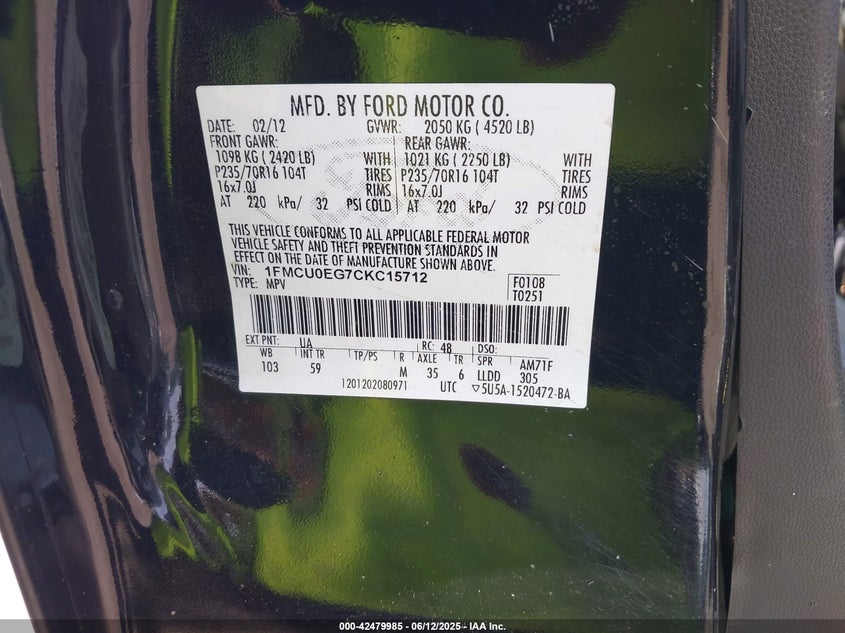 MFD. BY FORD MOTOR CO.
DATE: 02/12 GVWR: 2050 KG ( 4520 LB)
FRONT GAWR: REAR GAWR:
1098 KG ( 2420 LB) WITH 1021 KG ( 2250 LB) WITH
P235/70R16 104T TIRES P235/70R16 104T TIRES
16x7.0J RIMS 16x7.0J RIMS
AT 220 kPa/ 32 PSI COLD AT 220 kPa/ 32 PSI COLD
THIS VEHICLE CONFORMS TO ALL APPLICABLE FEDERAL MOTOR
VEHICLE SAFETY AND THEFT PREVENTION STANDARDS IN
EFFECT ON THE DATE OF MANUFACTURE SHOWN ABOVE.
VIN: 1FMCU0EG7CKC15712 F0108
TYPE: MPV T0251
EXT PNT: UA RC: 48 DSO:
WB INT TR TP/PS R AXLE TR SPR AM71F
103 59 M 35 6 LLDD 305
1201202080971 UTC ▽5U5A-1520472-BA
000-42479985 - 06/12/2025 - IAA Inc.